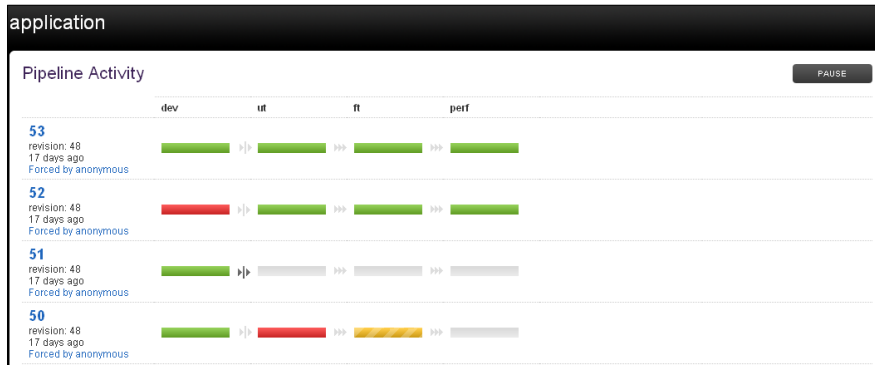 application
Pipeline Activity
PAUSE
dev ut ft perf
53
revision: 48
17 days ago
Forced by anonymous
52
revision: 48
17 days ago
Forced by anonymous
51
revision: 48
17 days ago
Forced by anonymous
50
revision: 48
17 days ago
Forced by anonymous